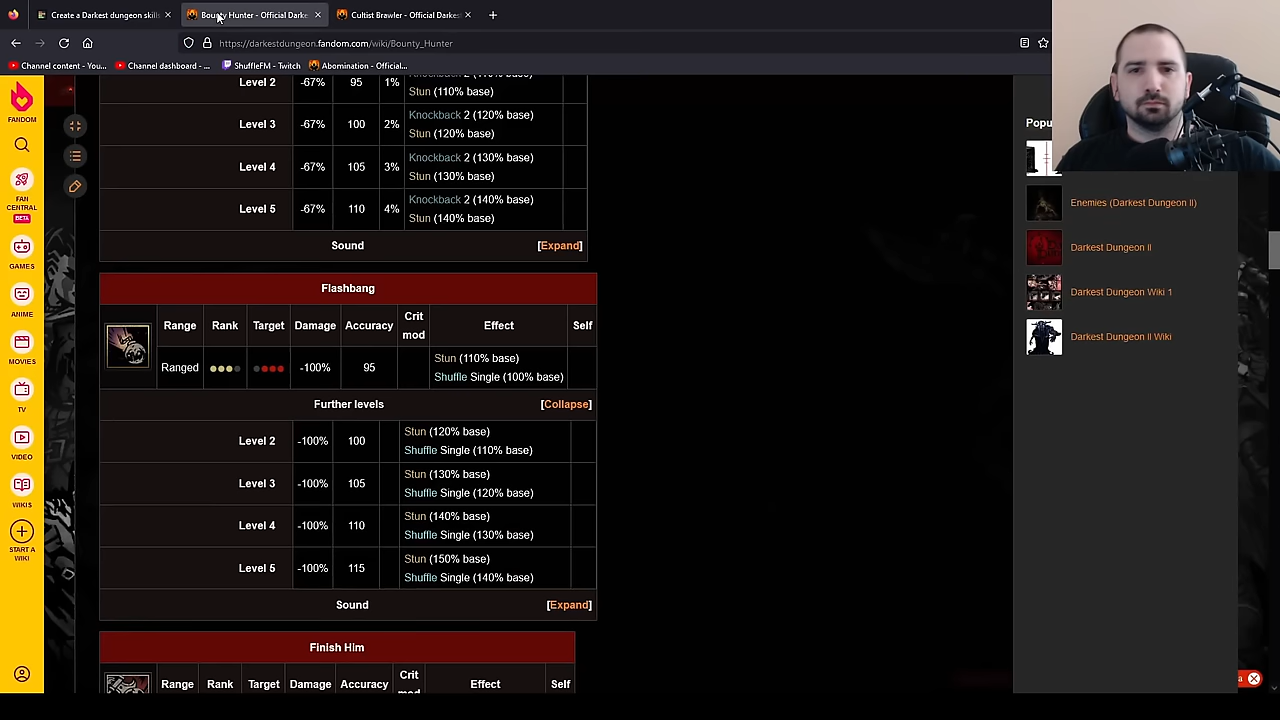 Create a Darkest dungeon skills
Bounty Hunter - Official Darke
Cultist Brawler - Official Darkes
https://darkestdungeon.fandom.com/wiki/Bounty_Hunter
Channel content - You...
Channel dashboard - ...
ShuffleFM - Twitch
Abomination - Official...
FANDOM
FAN CENTRAL
BETA
GAMES
ANIME
MOVIES
TV
VIDEO
WIKIS
START A WIKI
Level 2 -67% 95 1%
Stun (110% base)
Level 3 -67% 100 2% Knockback 2 (120% base)
Stun (120% base)
Level 4 -67% 105 3% Knockback 2 (130% base)
Stun (130% base)
Level 5 -67% 110 4% Knockback 2 (140% base)
Stun (140% base)
Sound [Expand]
Flashbang
Range Rank Target Damage Accuracy Crit mod Effect Self
Ranged -100% 95 Stun (110% base)
Shuffle Single (100% base)
Further levels [Collapse]
Level 2 -100% 100 Stun (120% base)
Shuffle Single (110% base)
Level 3 -100% 105 Stun (130% base)
Shuffle Single (120% base)
Level 4 -100% 110 Stun (140% base)
Shuffle Single (130% base)
Level 5 -100% 115 Stun (150% base)
Shuffle Single (140% base)
Sound [Expand]
Finish Him
Range Rank Target Damage Accuracy Crit mod Effect Self
Popu
Enemies (Darkest Dungeon II)
Darkest Dungeon II
Darkest Dungeon Wiki 1
Darkest Dungeon II Wiki